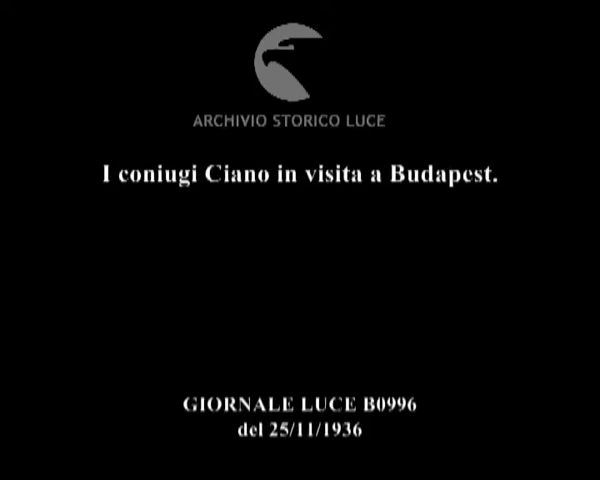 ARCHIVIO STORICO LUCE
I coniugi Ciano in visita a Budapest.
GIORNALE LUCE B0996
del 25/11/1936